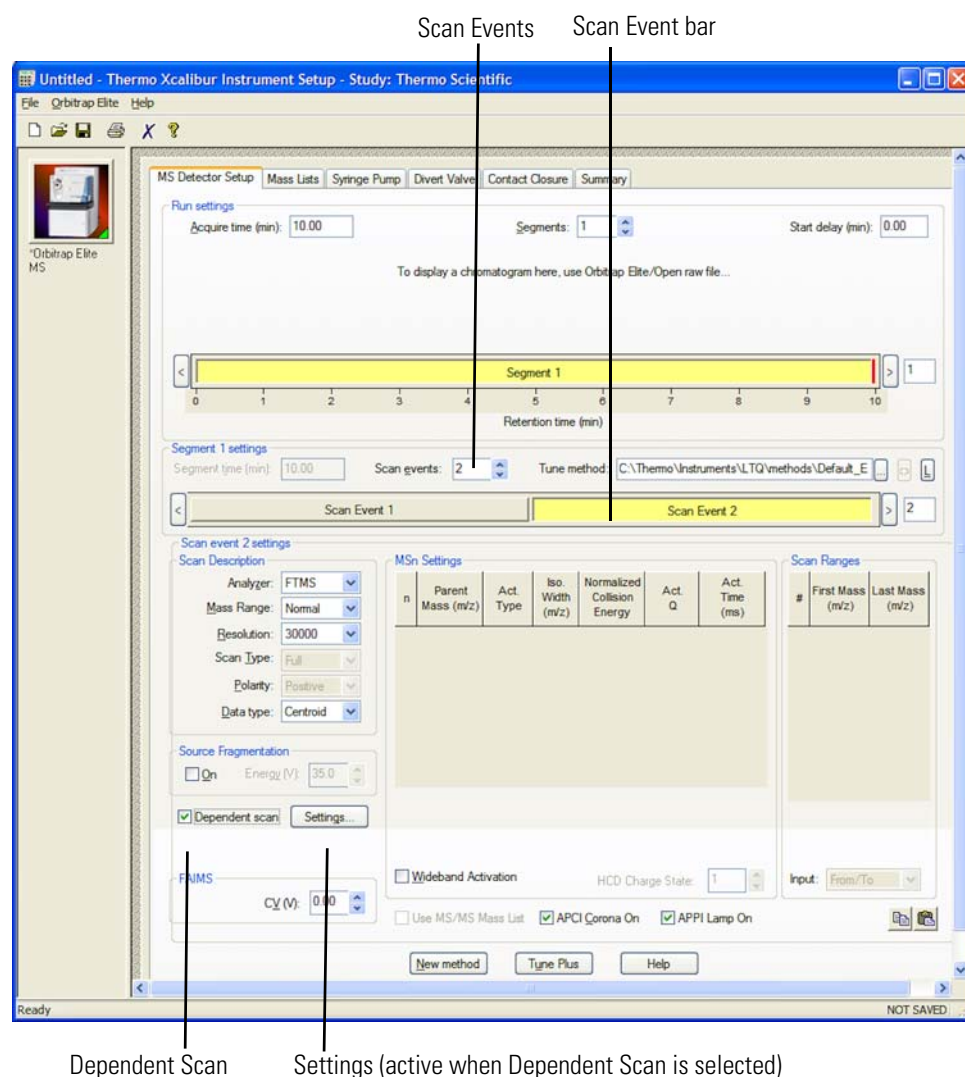 Scan Events Scan Event bar
Untitled - Thermo Xcalibur Instrument Setup - Study: Thermo Scientific
File Orbitrap Elite Help
*Orbitrap Elite MS
MS Detector Setup Mass Lists Syringe Pump Divert Valve Contact Closure Summary
Run settings
Acquire time (min): 10.00 Segments: 1 Start delay (min): 0.00
To display a chromatogram here, use Orbitrap Elite/Open raw file...
< Segment 1 > 1
0 1 2 3 4 5 6 7 8 9 10
Retention time (min)
Segment 1 settings
Segment time (min): 10.00 Scan events: 2 Tune method: C:\Thermo\Instruments\LTQ\methods\Default_E ... L
< Scan Event 1 Scan Event 2 > 2
Scan event 2 settings
Scan Description
Analyzer: FTMS
Mass Range: Normal
Resolution: 30000
Scan Type: Full
Polarity: Positive
Data type: Centroid
Source Fragmentation
On Energy (V): 35.0
Dependent scan Settings...
FAIMS
CV (V): 0.00
MSn Settings
n Parent Mass (m/z) Act. Type Iso. Width (m/z) Normalized Collision Energy Act. Q Act. Time (ms)
Wideband Activation HCD Charge State: 1
Scan Ranges
# First Mass (m/z) Last Mass (m/z)
Input: From/To
Use MS/MS Mass List APCI Corona On APPI Lamp On
New method Tune Plus Help
Ready NOT SAVED
Dependent Scan Settings (active when Dependent Scan is selected)